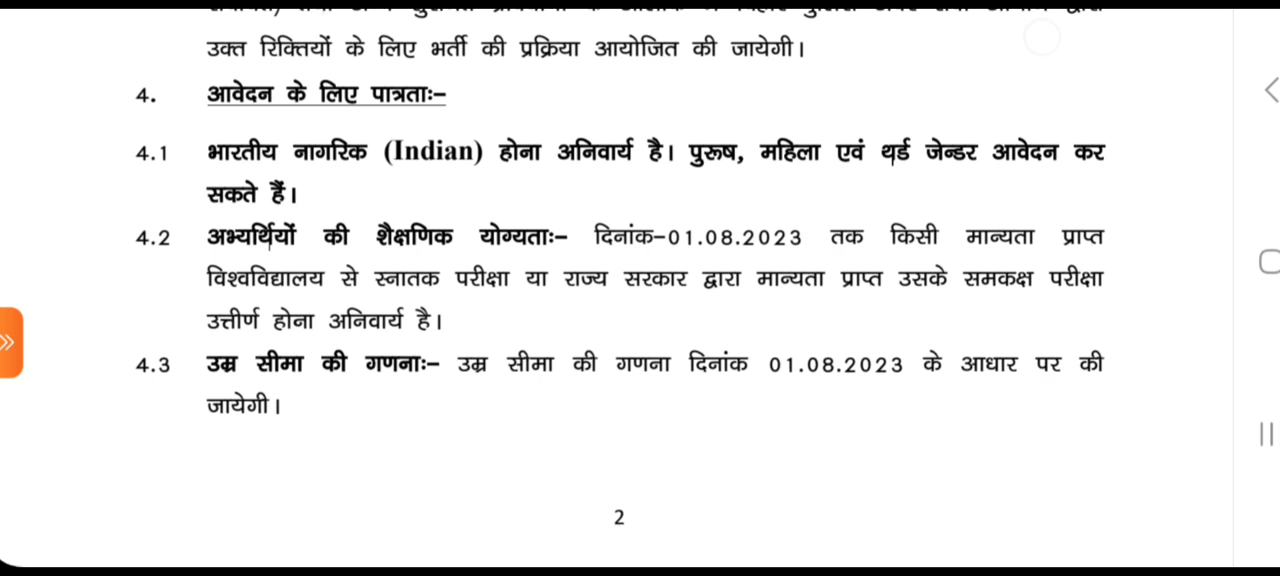 उक्त रिक्तियों के लिए भर्ती की प्रक्रिया आयोजित की जायेगी।
4. आवेदन के लिए पात्रताः–
4.1 भारतीय नागरिक (Indian) होना अनिवार्य है। पुरूष, महिला एवं थर्ड जेन्डर आवेदन कर
सकते हैं।
4.2 अभ्यर्थियों की शैक्षणिक योग्यताः– दिनांक–01.08.2023 तक किसी मान्यता प्राप्त
विश्वविद्यालय से स्नातक परीक्षा या राज्य सरकार द्वारा मान्यता प्राप्त उसके समकक्ष परीक्षा
उत्तीर्ण होना अनिवार्य है।
4.3 उम्र सीमा की गणनाः– उम्र सीमा की गणना दिनांक 01.08.2023 के आधार पर की
जायेगी।
2